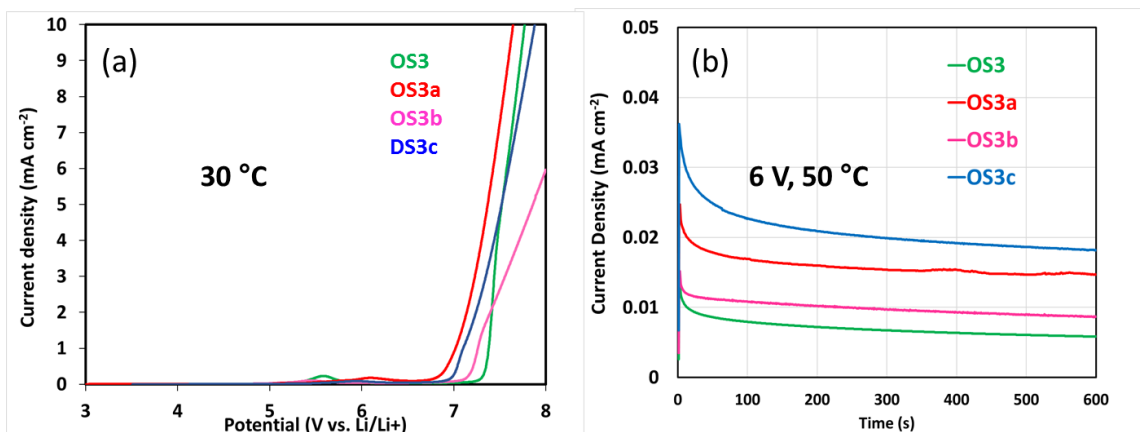 (a)
OS3
OS3a
OS3b
DS3c
30 °C
Current density (mA cm-2)
10
9
8
7
6
5
4
3
2
1
0
3 4 5 6 7 8
Potential (V vs. Li/Li+)
(b)
OS3
OS3a
OS3b
OS3c
6 V, 50 °C
Current Density (mA cm-2)
0.05
0.04
0.03
0.02
0.01
0
0 100 200 300 400 500 600
Time (s)